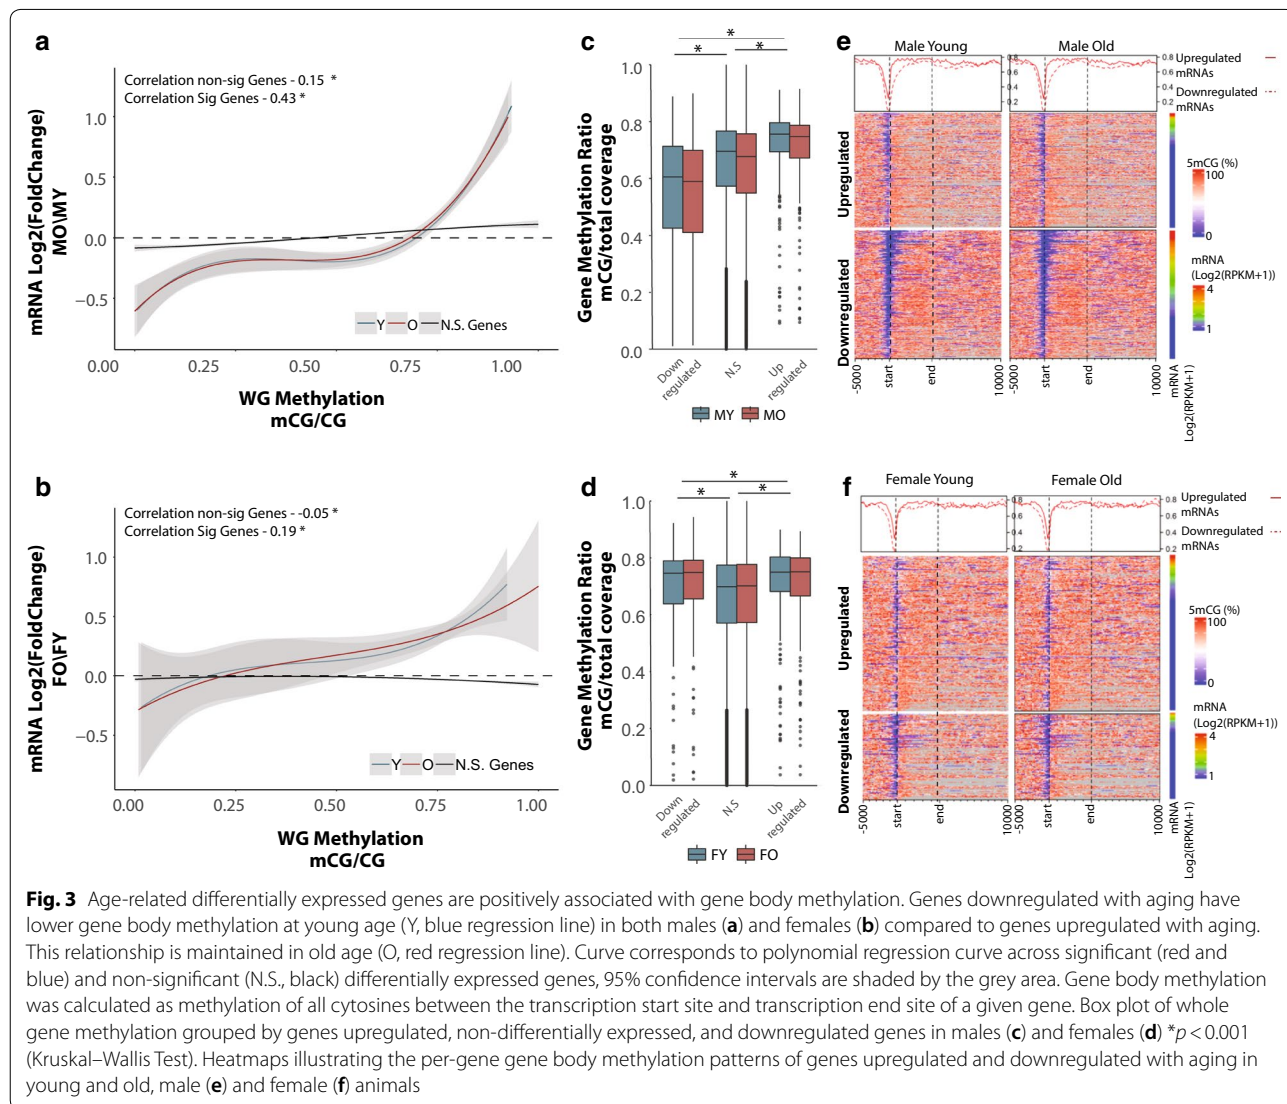 a
Correlation non-sig Genes - 0.15 *
Correlation Sig Genes - 0.43 *
mRNA Log2(FoldChange)
MO\MY
1.0
0.5
0.0
−0.5
Y O N.S. Genes
0.00 0.25 0.50 0.75 1.00
WG Methylation
mCG/CG
b
Correlation non-sig Genes - -0.05 *
Correlation Sig Genes - 0.19 *
mRNA Log2(FoldChange)
FO\FY
1.0
0.5
0.0
−0.5
Y O N.S. Genes
0.00 0.25 0.50 0.75 1.00
WG Methylation
mCG/CG
c
* * *
Gene Methylation Ratio
mCG/total coverage
1.0
0.8
0.6
0.4
0.2
0.0
Down regulated
N.S
Up regulated
MY MO
d
* * *
Gene Methylation Ratio
mCG/total coverage
1.0
0.8
0.6
0.4
0.2
0.0
Down regulated
N.S
Up regulated
FY FO
e
Male Young Male Old
0.8
0.6
0.4
0.2
Upregulated
mRNAs
Downregulated
mRNAs
Upregulated
Downregulated
5mCG (%)
100
0
mRNA
(Log2(RPKM+1))
4
1
-5000 start end 10000
-5000 start end 10000
mRNA
Log2(RPKM+1)
f
Female Young Female Old
0.8
0.6
0.4
0.2
Upregulated
mRNAs
Downregulated
mRNAs
Upregulated
Downregulated
5mCG (%)
100
0
mRNA
(Log2(RPKM+1))
4
1
-5000 start end 10000
-5000 start end 10000
mRNA
Log2(RPKM+1)
Fig. 3 Age-related differentially expressed genes are positively associated with gene body methylation. Genes downregulated with aging have
lower gene body methylation at young age (Y, blue regression line) in both males (a) and females (b) compared to genes upregulated with aging.
This relationship is maintained in old age (O, red regression line). Curve corresponds to polynomial regression curve across significant (red and
blue) and non-significant (N.S., black) differentially expressed genes, 95% confidence intervals are shaded by the grey area. Gene body methylation
was calculated as methylation of all cytosines between the transcription start site and transcription end site of a given gene. Box plot of whole
gene methylation grouped by genes upregulated, non-differentially expressed, and downregulated genes in males (c) and females (d) *p < 0.001
(Kruskal–Wallis Test). Heatmaps illustrating the per-gene gene body methylation patterns of genes upregulated and downregulated with aging in
young and old, male (e) and female (f) animals